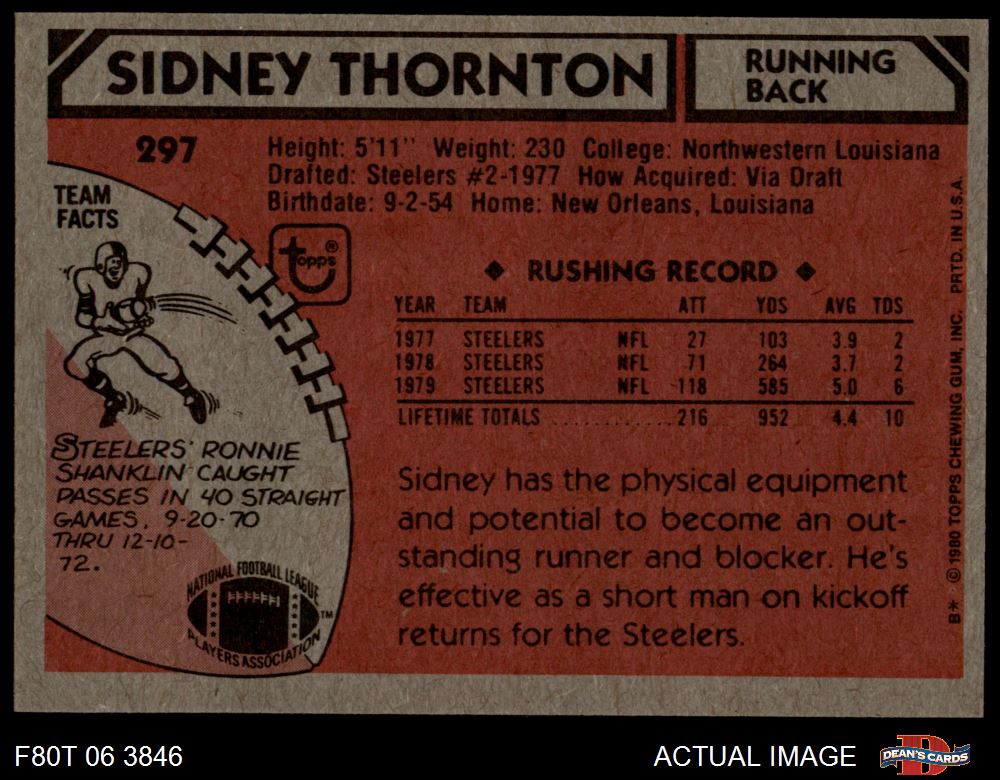 SIDNEY THORNTON
RUNNING
BACK
297
Height: 5'11" Weight: 230 College: Northwestern Louisiana
Drafted: Steelers #2-1977 How Acquired: Via Draft
Birthdate: 9-2-54 Home: New Orleans, Louisiana
TEAM
FACTS
topps®
◆ RUSHING RECORD ◆
YEAR TEAM ATT YDS AVG TDS
1977 STEELERS NFL 27 103 3.9 2
1978 STEELERS NFL 71 264 3.7 2
1979 STEELERS NFL 118 585 5.0 6
LIFETIME TOTALS ............ 216 952 4.4 10
STEELERS' RONNIE
SHANKLIN CAUGHT
PASSES IN 40 STRAIGHT
GAMES, 9-20-70
THRU 12-10-
72.
Sidney has the physical equipment
and potential to become an out-
standing runner and blocker. He's
effective as a short man on kickoff
returns for the Steelers.
NATIONAL FOOTBALL LEAGUE
PLAYERS ASSOCIATION
TM
B* © 1980 TOPPS CHEWING GUM, INC. PRTD. IN U.S.A.
F80T 06 3846
ACTUAL IMAGE
D
DEAN'S CARDS